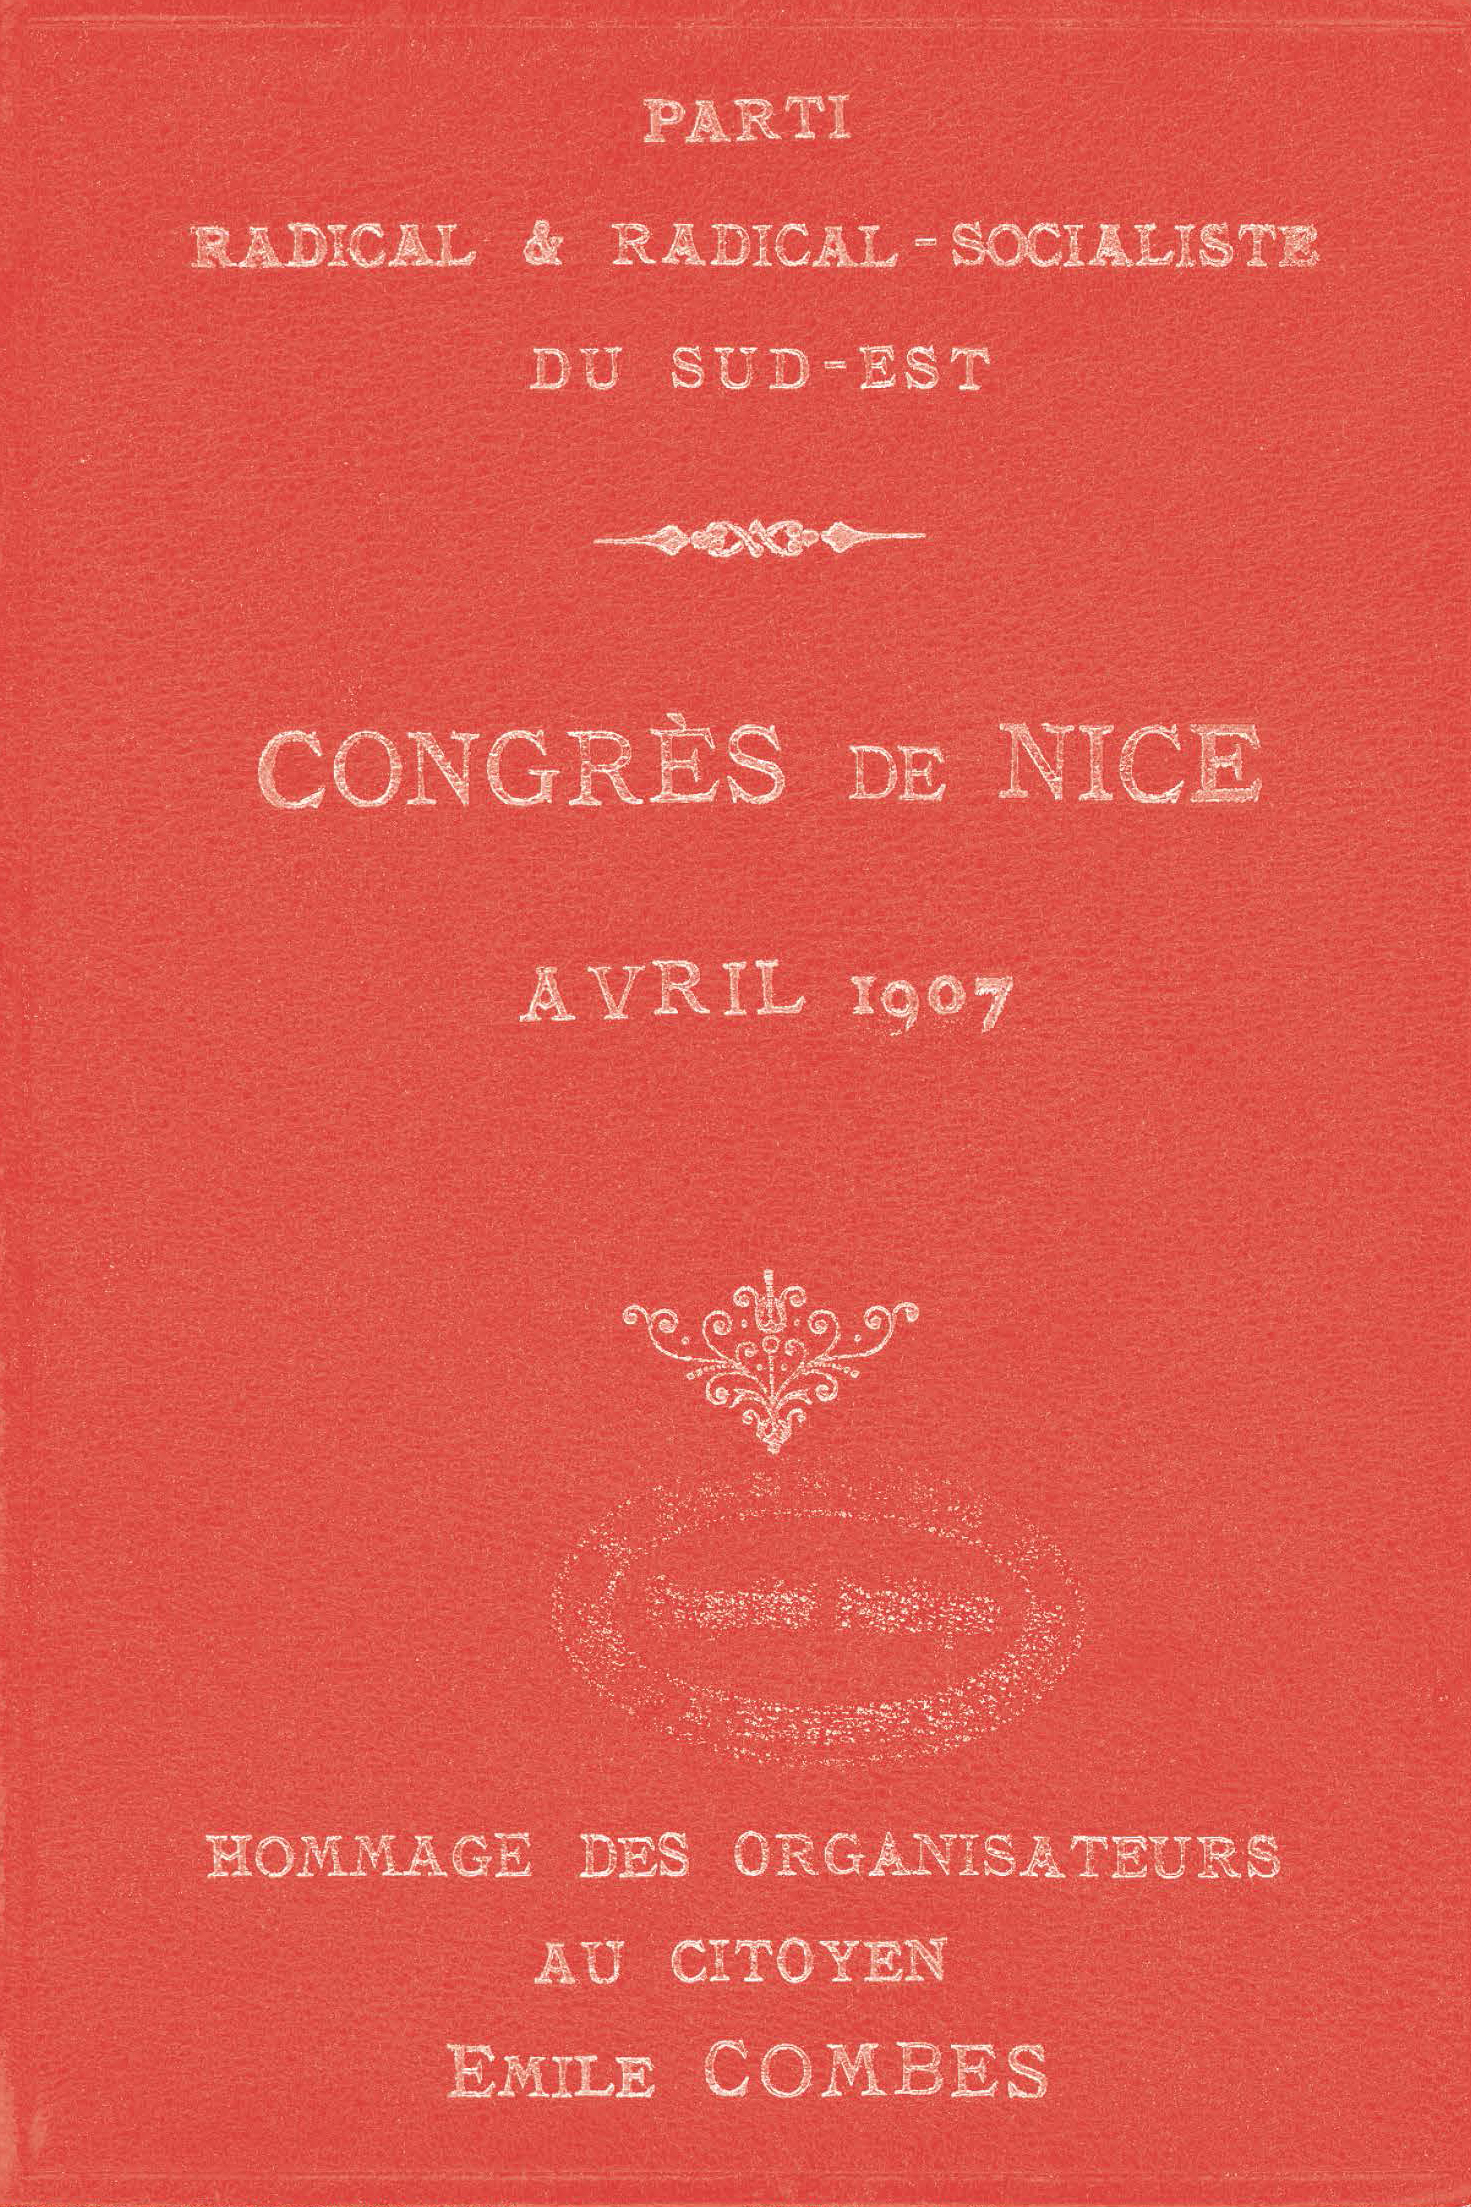 PARTI
RADICAL & RADICAL-SOCIALISTE
DU SUD-EST
CONGRÈS DE NICE
AVRIL 1907
HOMMAGE DES ORGANISATEURS
AU CITOYEN
EMILE COMBES